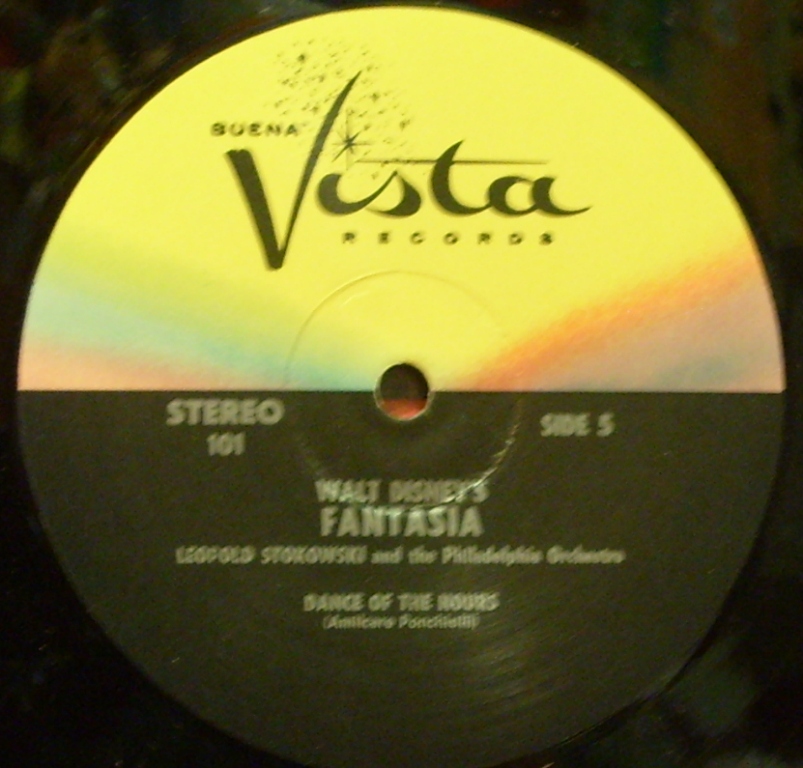 BUENA
Vista
RECORDS
STEREO
101
SIDE 5
WALT DISNEY'S
FANTASIA
LEOPOLD STOKOWSKI and the Philadelphia Orchestra
DANCE OF THE HOURS
(Amilcare Ponchielli)